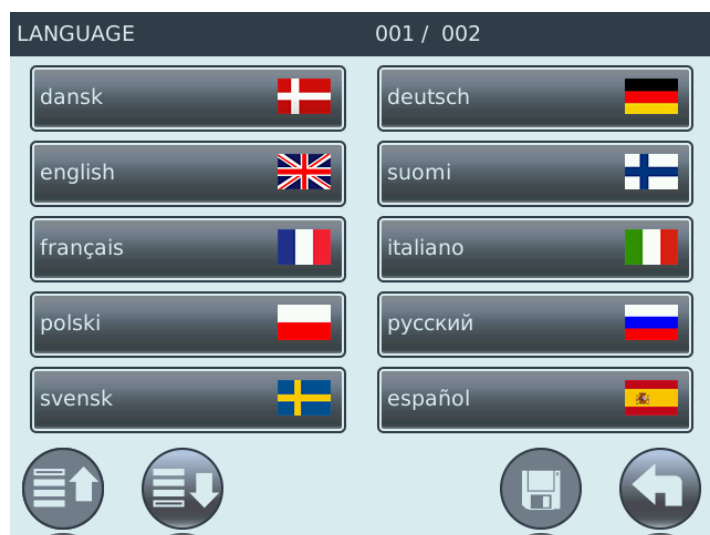 LANGUAGE 001 / 002
dansk deutsch
english suomi
français italiano
polski русский
svensk español